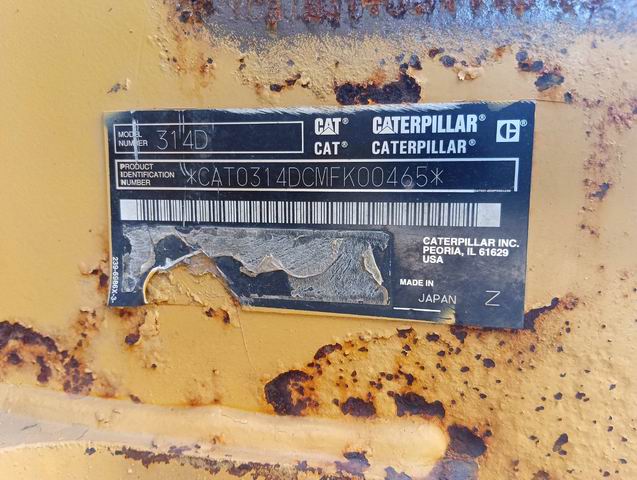 MODEL NUMBER 314D
CAT CATERPILLAR® C
CAT® CATERPILLAR®
PRODUCT IDENTIFICATION NUMBER *CAT0314DCMFK00465*
CATERPILLAR INC.
PEORIA, IL 61629
USA
MADE IN
JAPAN Z